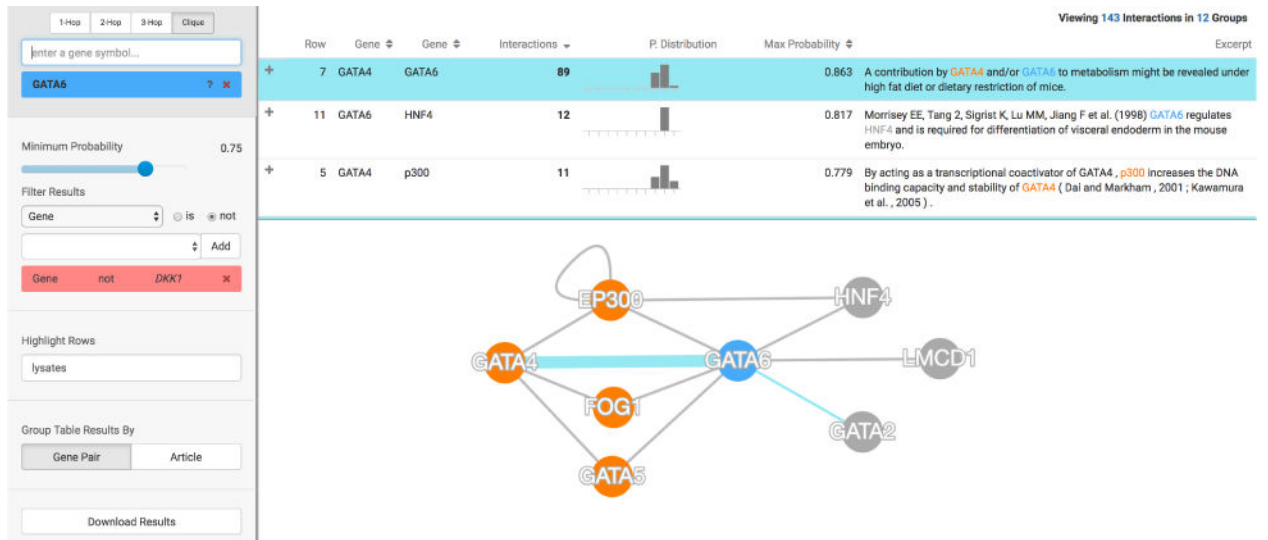 1-Hop 2-Hop 3-Hop Clique
enter a gene symbol...
GATA6 ? ×
Minimum Probability 0.75
Filter Results
Gene is not
Add
Gene not DKK1 ×
Highlight Rows
lysates
Group Table Results By
Gene Pair Article
Download Results
Viewing 143 Interactions in 12 Groups
Row Gene Gene Interactions P. Distribution Max Probability Excerpt
+ 7 GATA4 GATA6 89 0.863 A contribution by GATA4 and/or GATA6 to metabolism might be revealed under
high fat diet or dietary restriction of mice.
+ 11 GATA6 HNF4 12 0.817 Morrisey EE, Tang 2, Sigrist K, Lu MM, Jiang F et al. (1998) GATA6 regulates
HNF4 and is required for differentiation of visceral endoderm in the mouse
embryo.
+ 5 GATA4 p300 11 0.779 By acting as a transcriptional coactivator of GATA4 , p300 increases the DNA
binding capacity and stability of GATA4 ( Dai and Markham , 2001 ; Kawamura
et al. , 2005 ) .
EP300
HNF4
GATA4
GATA6
LMCD1
FOG1
GATA2
GATA5